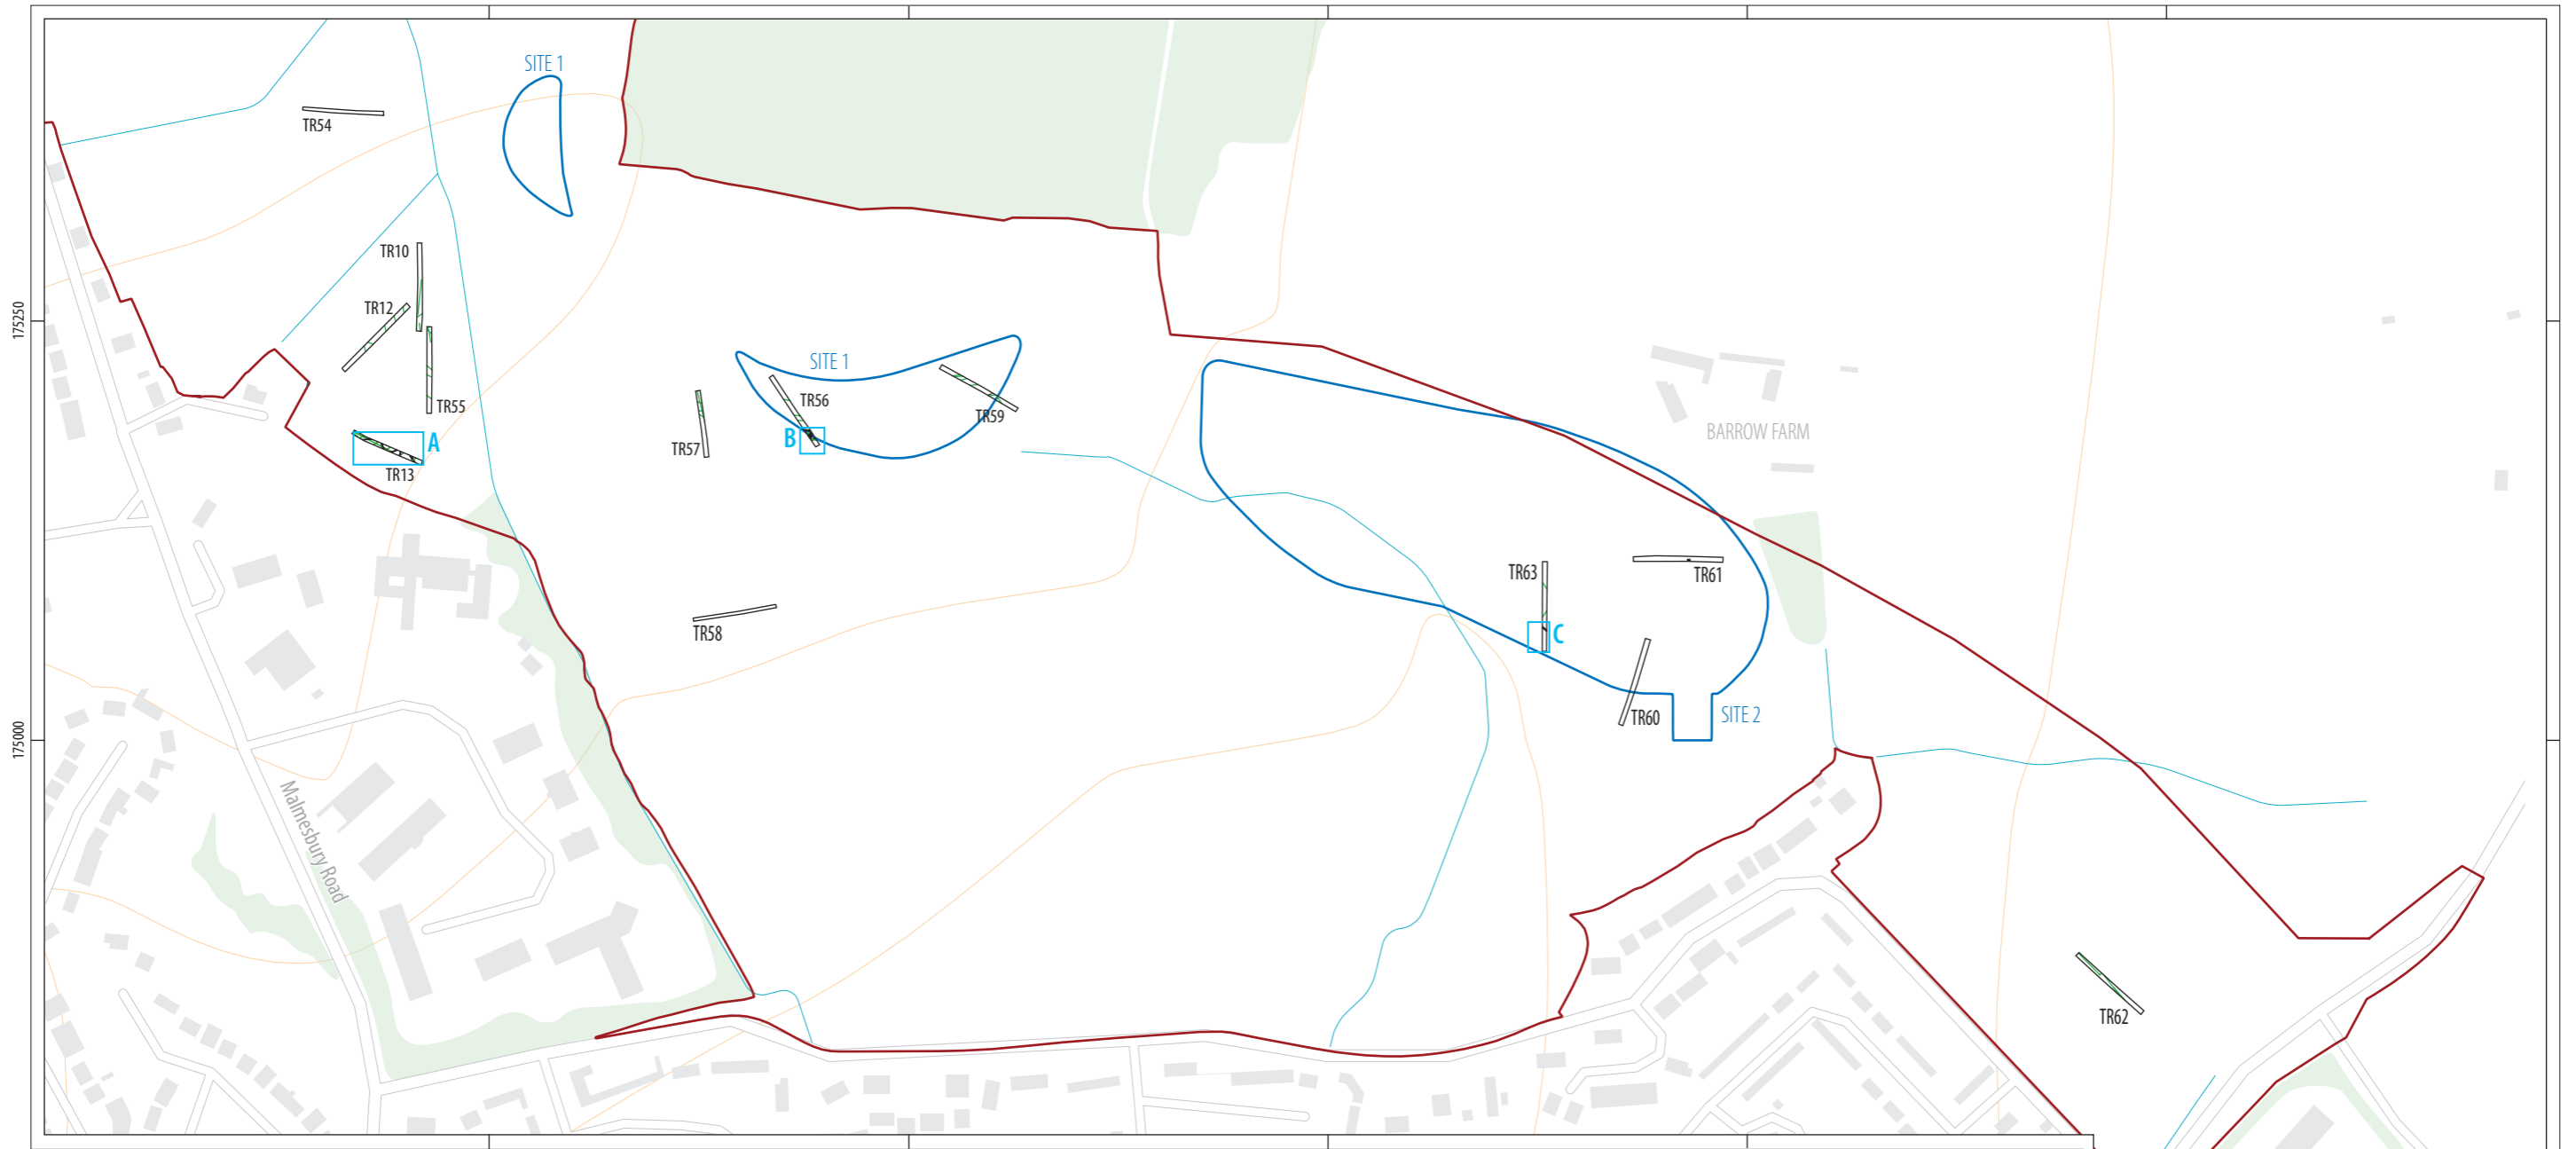 SITE 1
TR54
TR10
175250
TR12
SITE 1
TR56
TR55
TR59
BARROW FARM
B
A
TR57
TR13
TR63
TR61
C
TR58
SITE 2
TR60
175000
Malmesbury Road
TR62